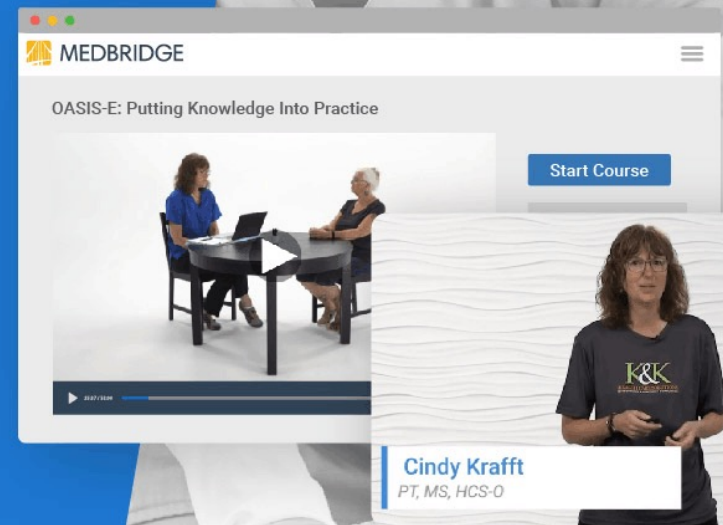 MEDBRIDGE
OASIS-E: Putting Knowledge Into Practice
Start Course
K&K
Cindy Krafft
PT, MS, HCS-O